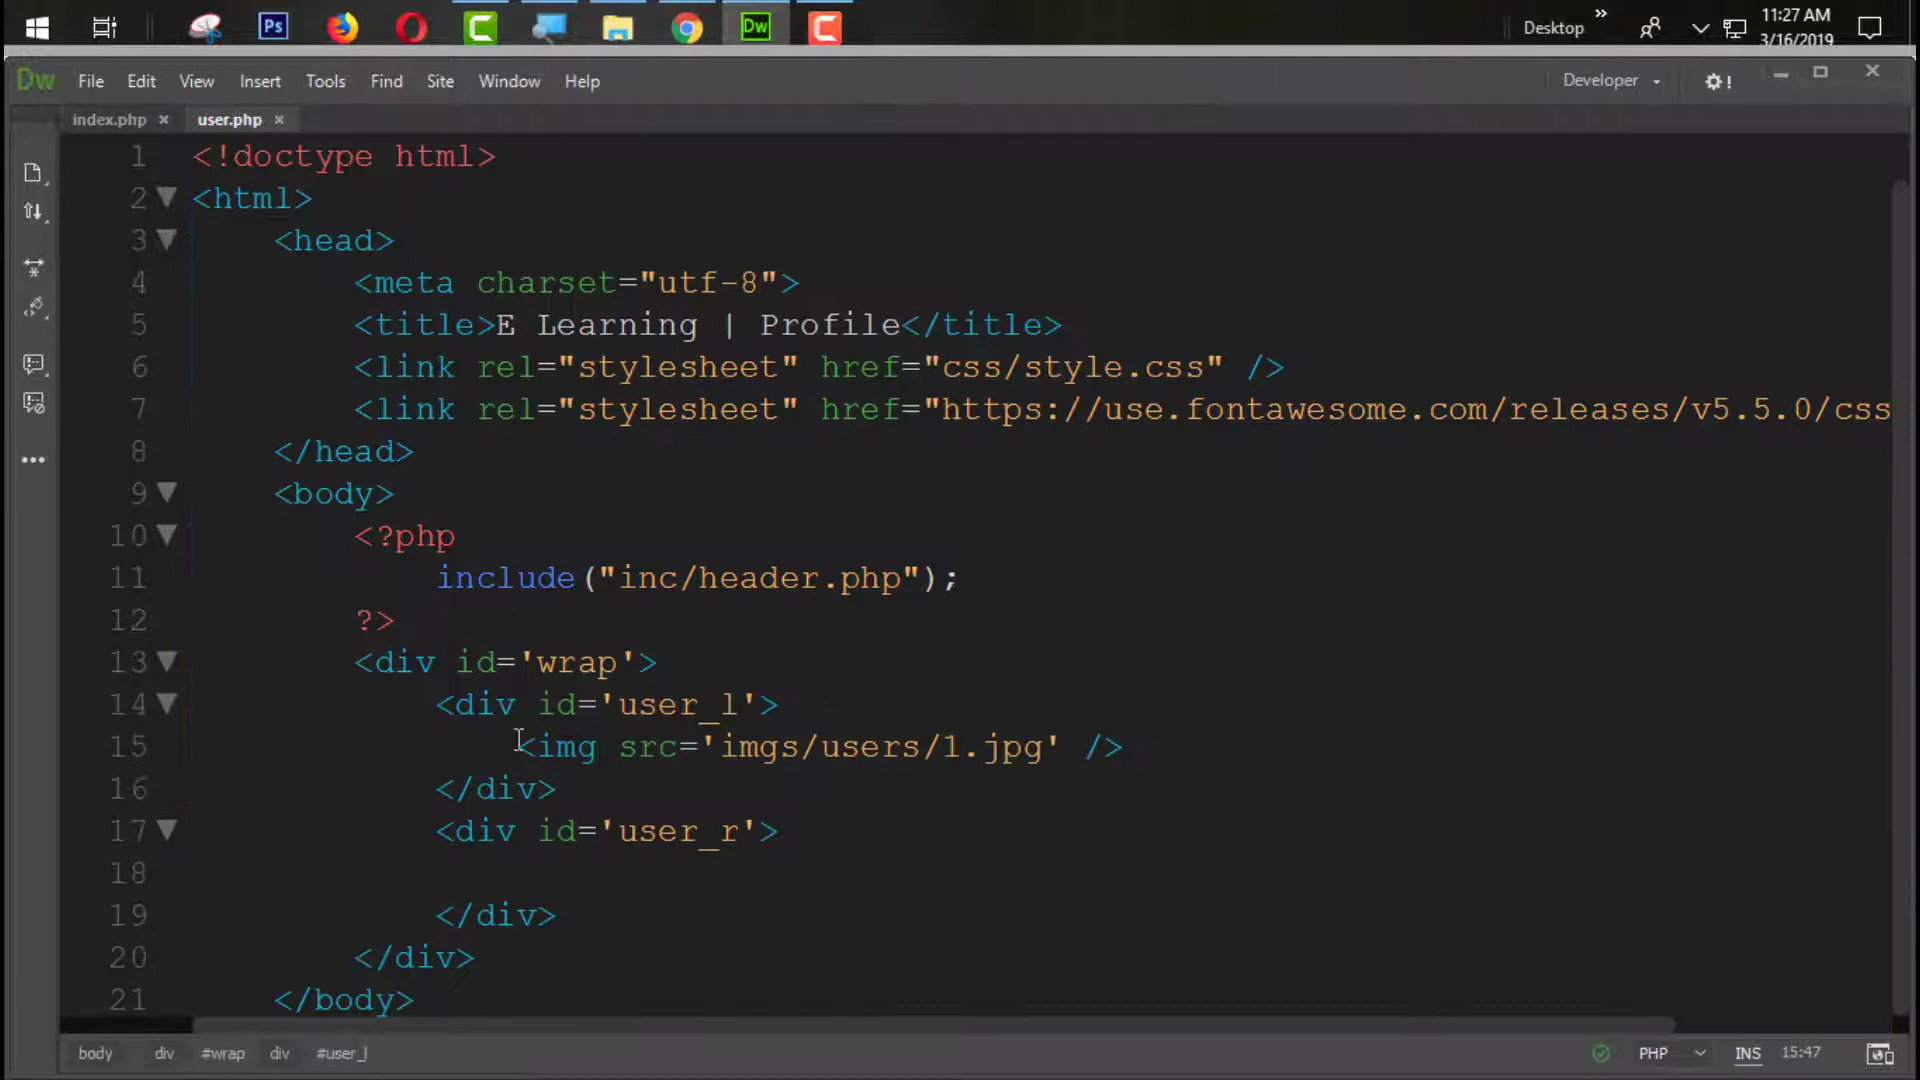 Ps
Dw
Desktop
»
11:27 AM
3/16/2019
Dw File Edit View Insert Tools Find Site Window Help
Developer
!
index.php × user.php ×
1 <!doctype html>
2 <html>
3 <head>
4 <meta charset="utf-8">
5 <title>E Learning | Profile</title>
6 <link rel="stylesheet" href="css/style.css" />
7 <link rel="stylesheet" href="https://use.fontawesome.com/releases/v5.5.0/css
8 </head>
9 <body>
10 <?php
11 include("inc/header.php");
12 ?>
13 <div id='wrap'>
14 <div id='user_l'>
15 <img src='imgs/users/1.jpg' />
16 </div>
17 <div id='user_r'>
18
19 </div>
20 </div>
21 </body>
body div #wrap div #user_l
PHP INS 15:47